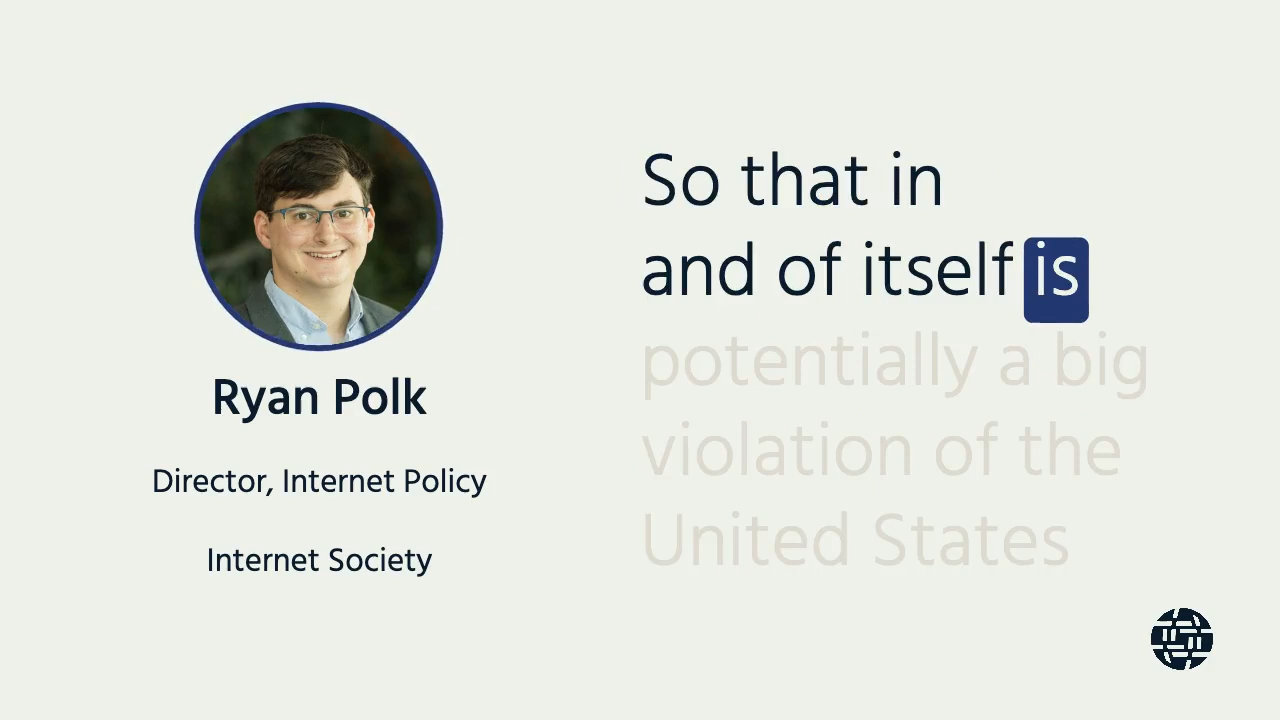 Ryan Polk
Director, Internet Policy
Internet Society
So that in
and of itself is
potentially a big
violation of the
United States